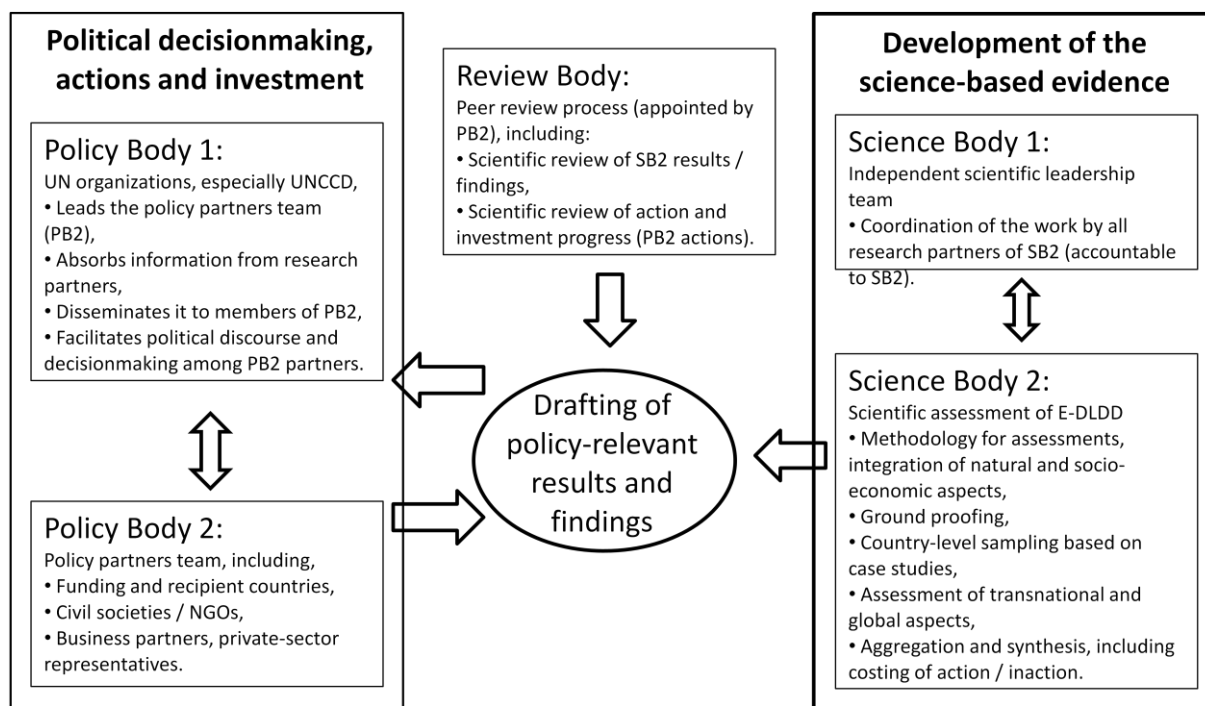 Political decisionmaking,
actions and investment
Policy Body 1:
UN organizations, especially UNCCD,
• Leads the policy partners team
(PB2),
• Absorbs information from research
partners,
• Disseminates it to members of PB2,
• Facilitates political discourse and
decisionmaking among PB2 partners.
Policy Body 2:
Policy partners team, including,
• Funding and recipient countries,
• Civil societies / NGOs,
• Business partners, private-sector
representatives.
Review Body:
Peer review process (appointed by
PB2), including:
• Scientific review of SB2 results /
findings,
• Scientific review of action and
investment progress (PB2 actions).
Drafting of
policy-relevant
results and
findings
Development of the
science-based evidence
Science Body 1:
Independent scientific leadership
team
• Coordination of the work by all
research partners of SB2 (accountable
to SB2).
Science Body 2:
Scientific assessment of E-DLDD
• Methodology for assessments,
integration of natural and socio-
economic aspects,
• Ground proofing,
• Country-level sampling based on
case studies,
• Assessment of transnational and
global aspects,
• Aggregation and synthesis, including
costing of action / inaction.